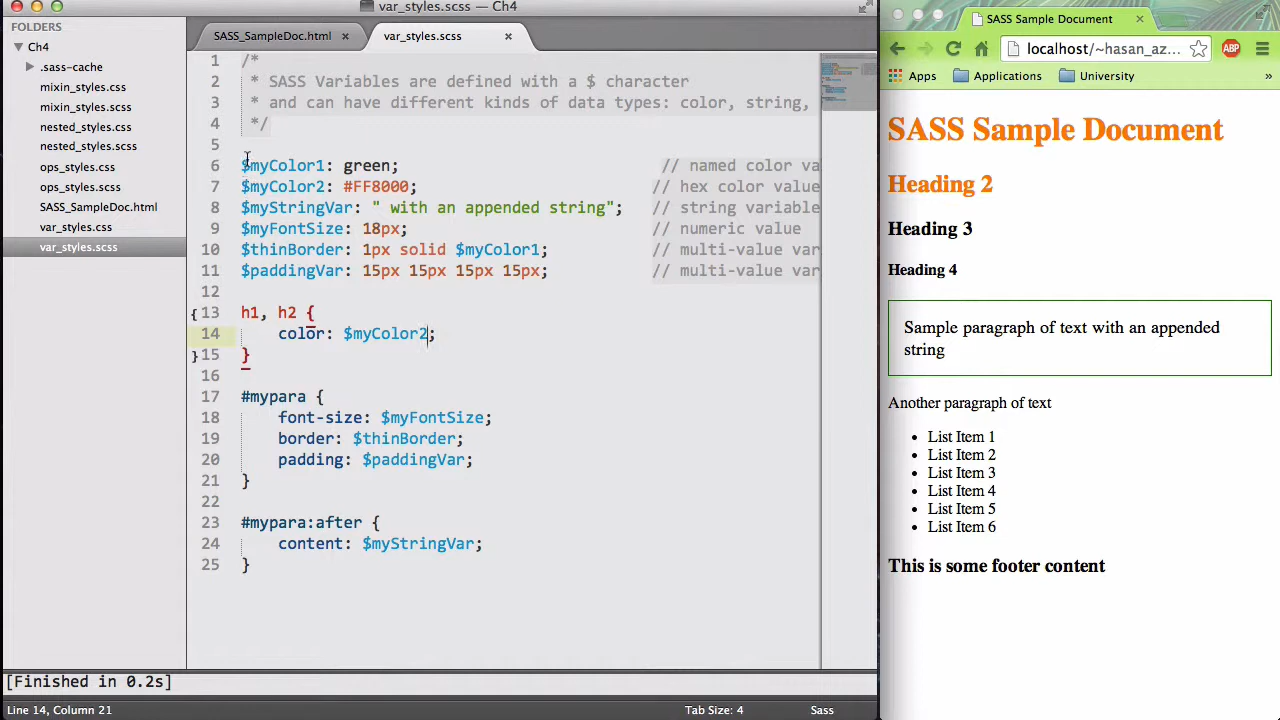 var_styles.scss — Ch4
FOLDERS
Ch4
.sass-cache
mixin_styles.css
mixin_styles.scss
nested_styles.css
nested_styles.scss
ops_styles.css
ops_styles.scss
SASS_SampleDoc.html
var_styles.css
var_styles.scss
SASS_SampleDoc.html ×
var_styles.scss ×
1 /*
2 * SASS Variables are defined with a $ character
3 * and can have different kinds of data types: color, string,
4 */
5
6 $myColor1: green; // named color va
7 $myColor2: #FF8000; // hex color value
8 $myStringVar: " with an appended string"; // string variable
9 $myFontSize: 18px; // numeric value
10 $thinBorder: 1px solid $myColor1; // multi-value var
11 $paddingVar: 15px 15px 15px 15px; // multi-value var
12
13 h1, h2 {
14 color: $myColor2;
15 }
16
17 #mypara {
18 font-size: $myFontSize;
19 border: $thinBorder;
20 padding: $paddingVar;
21 }
22
23 #mypara:after {
24 content: $myStringVar;
25 }
[Finished in 0.2s]
Line 14, Column 21 Tab Size: 4 Sass
SASS Sample Document ×
localhost/~hasan_az... ABP
Apps Applications University »
SASS Sample Document
Heading 2
Heading 3
Heading 4
Sample paragraph of text with an appended
string
Another paragraph of text
• List Item 1
• List Item 2
• List Item 3
• List Item 4
• List Item 5
• List Item 6
This is some footer content